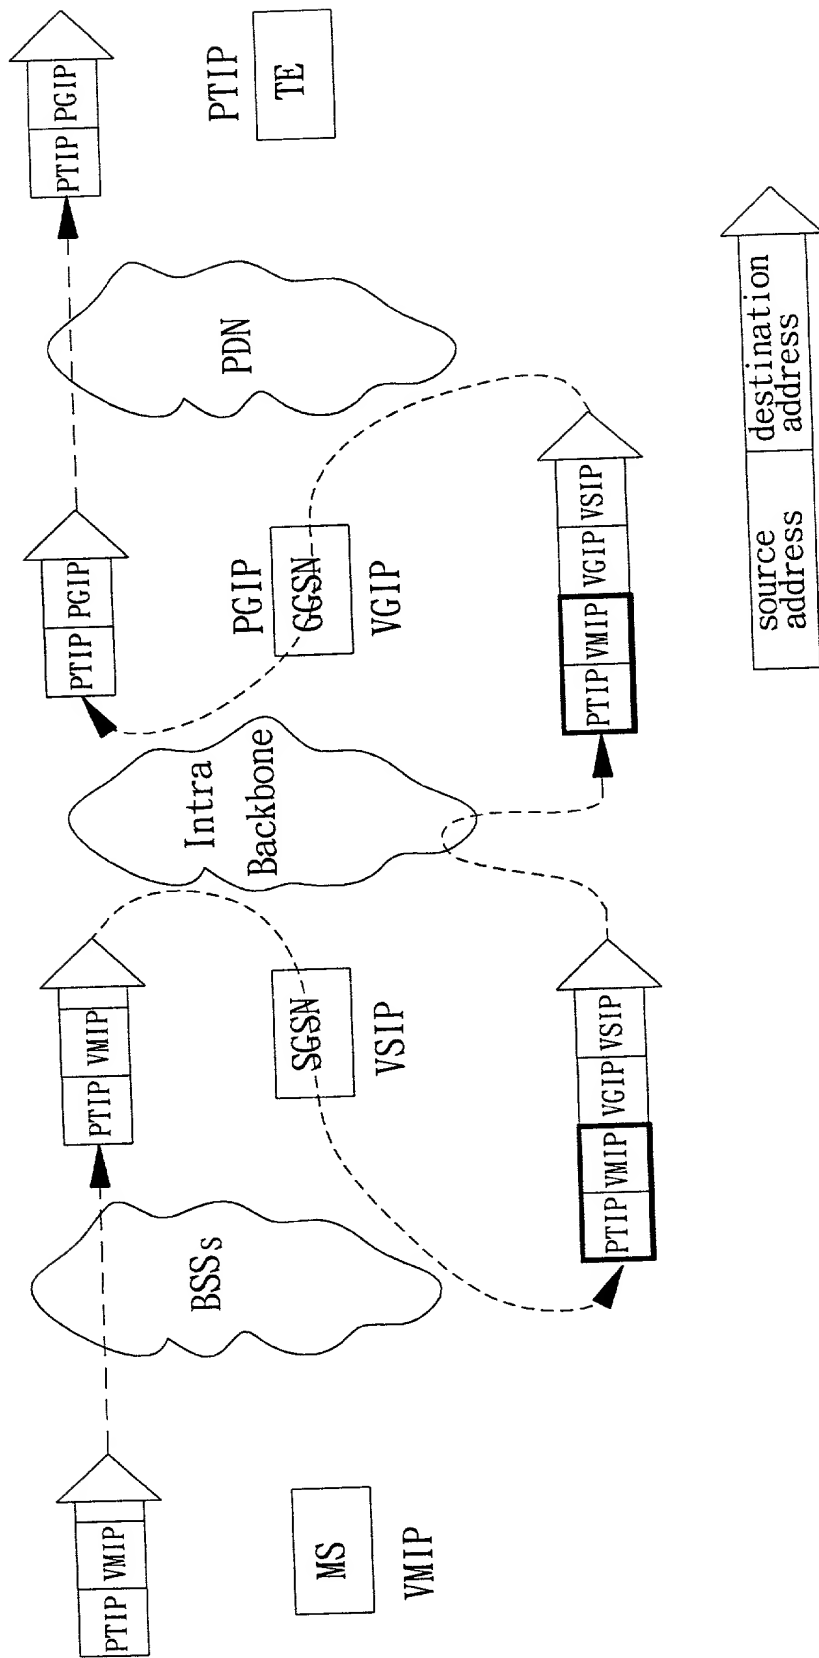 PTIP VMIP
PTIP VMIP
PTIP PGIP
PTIP PGIP
BSSs
Intra
Backbone
PDN
PTIP
PGIP
MS
SGSN
GGSN
TE
VMIP
VSIP
VGIP
PTIP VMIP VGIP VSIP
PTIP VMIP VGIP VSIP
source
address
destination
address